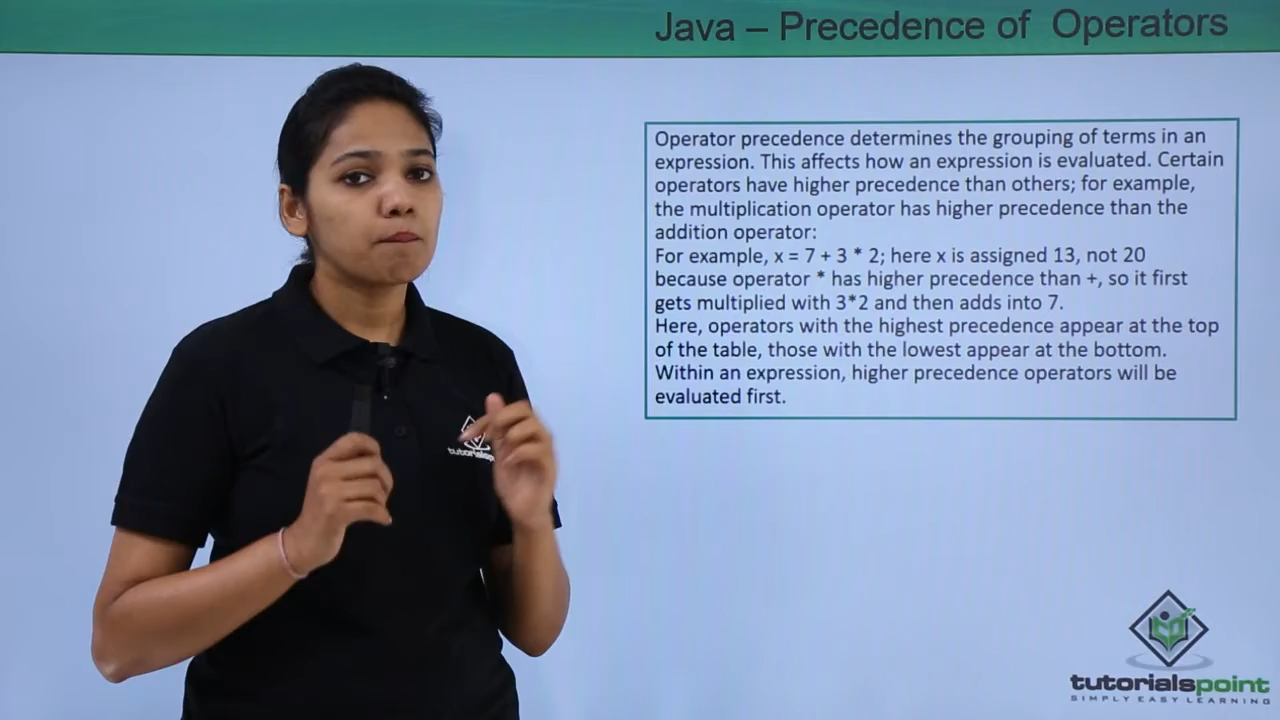 Java – Precedence of Operators
Operator precedence determines the grouping of terms in an
expression. This affects how an expression is evaluated. Certain
operators have higher precedence than others; for example,
the multiplication operator has higher precedence than the
addition operator:
For example, x = 7 + 3 * 2; here x is assigned 13, not 20
because operator * has higher precedence than +, so it first
gets multiplied with 3*2 and then adds into 7.
Here, operators with the highest precedence appear at the top
of the table, those with the lowest appear at the bottom.
Within an expression, higher precedence operators will be
evaluated first.
tutorialspoint
SIMPLY EASY LEARNING